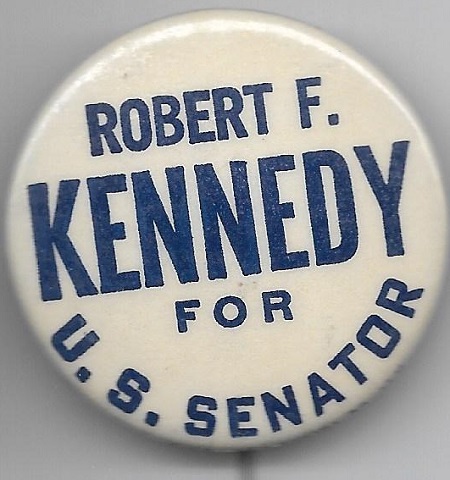 ROBERT F.
KENNEDY
FOR
U.S. SENATOR